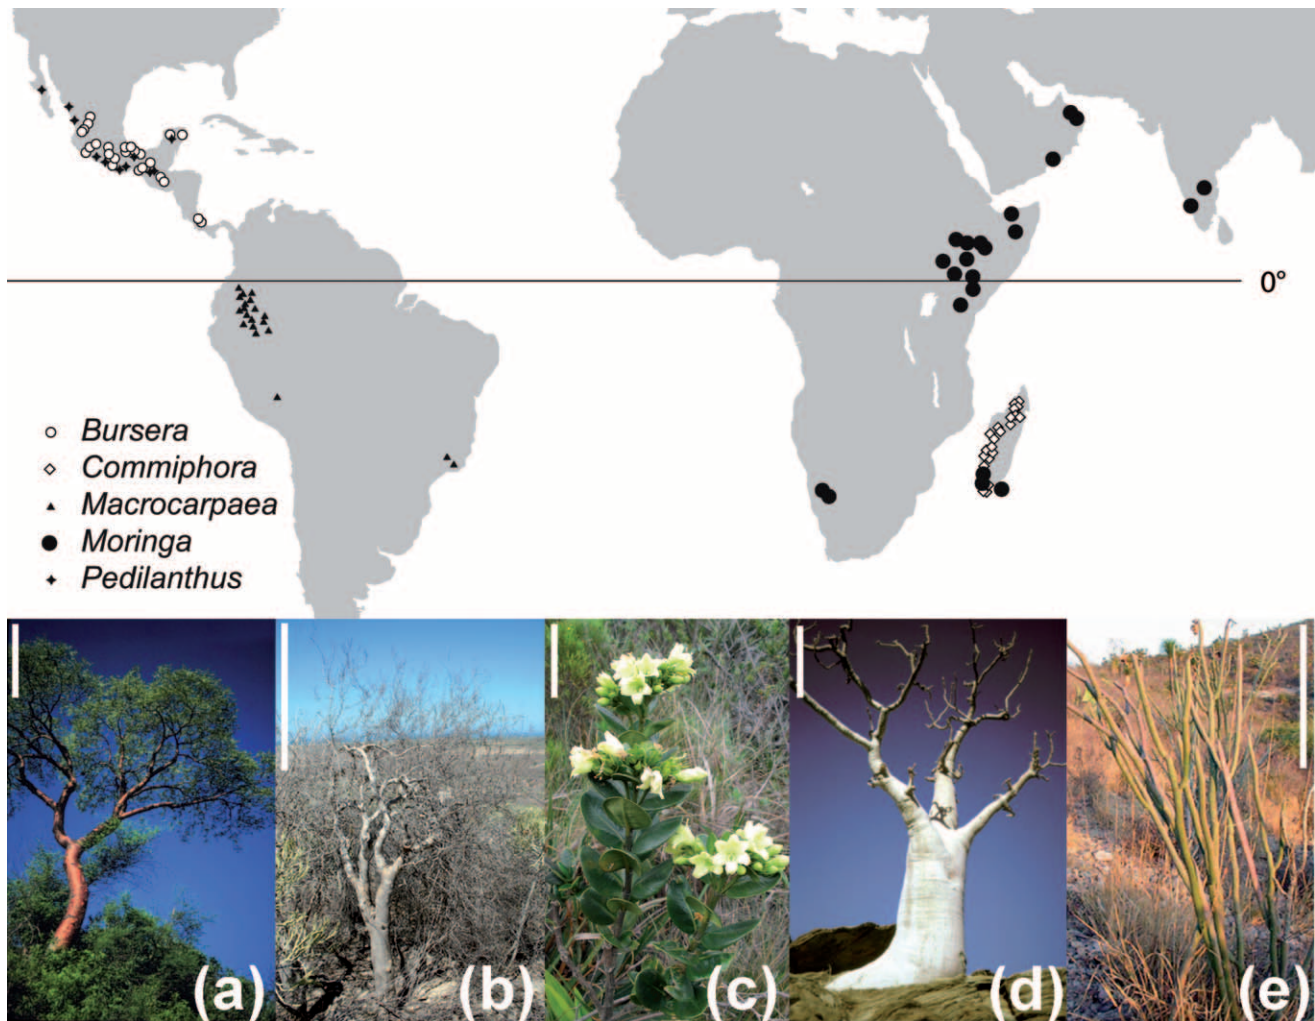 0°
Bursera
Commiphora
Macrocarpaea
Moringa
Pedilanthus
(a) (b) (c) (d) (e)